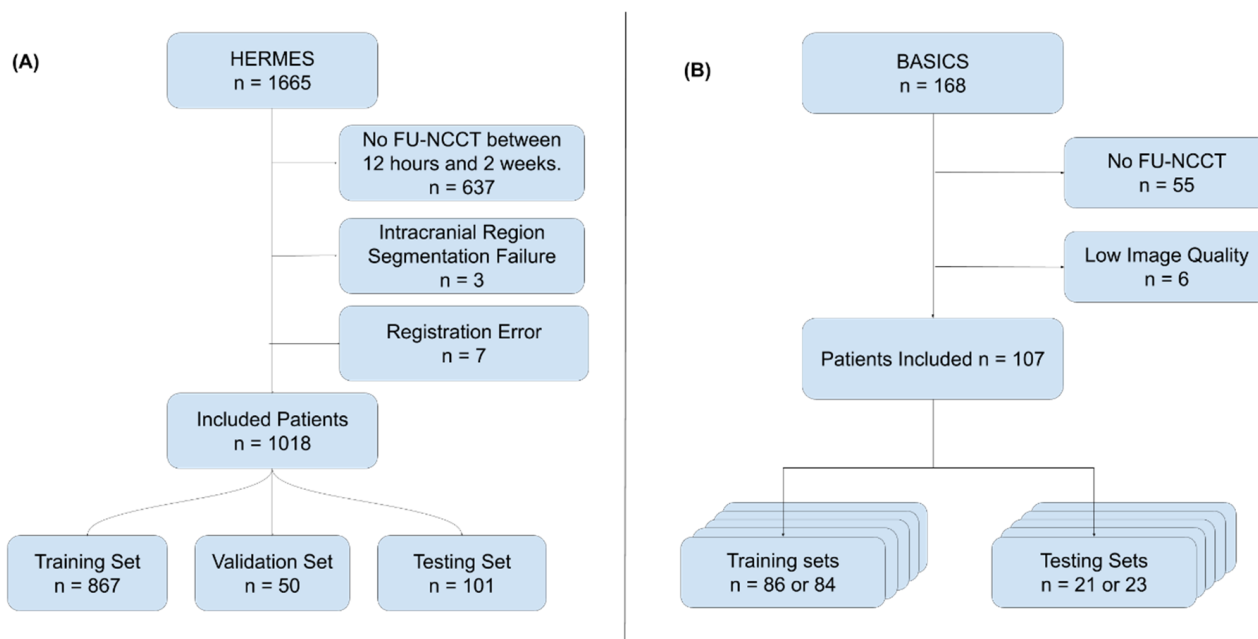 (A)
HERMES
n = 1665
No FU-NCCT between
12 hours and 2 weeks.
n = 637
Intracranial Region
Segmentation Failure
n = 3
Registration Error
n = 7
Included Patients
n = 1018
Training Set
n = 867
Validation Set
n = 50
Testing Set
n = 101
(B)
BASICS
n = 168
No FU-NCCT
n = 55
Low Image Quality
n = 6
Patients Included n = 107
Training sets
n = 86 or 84
Testing Sets
n = 21 or 23